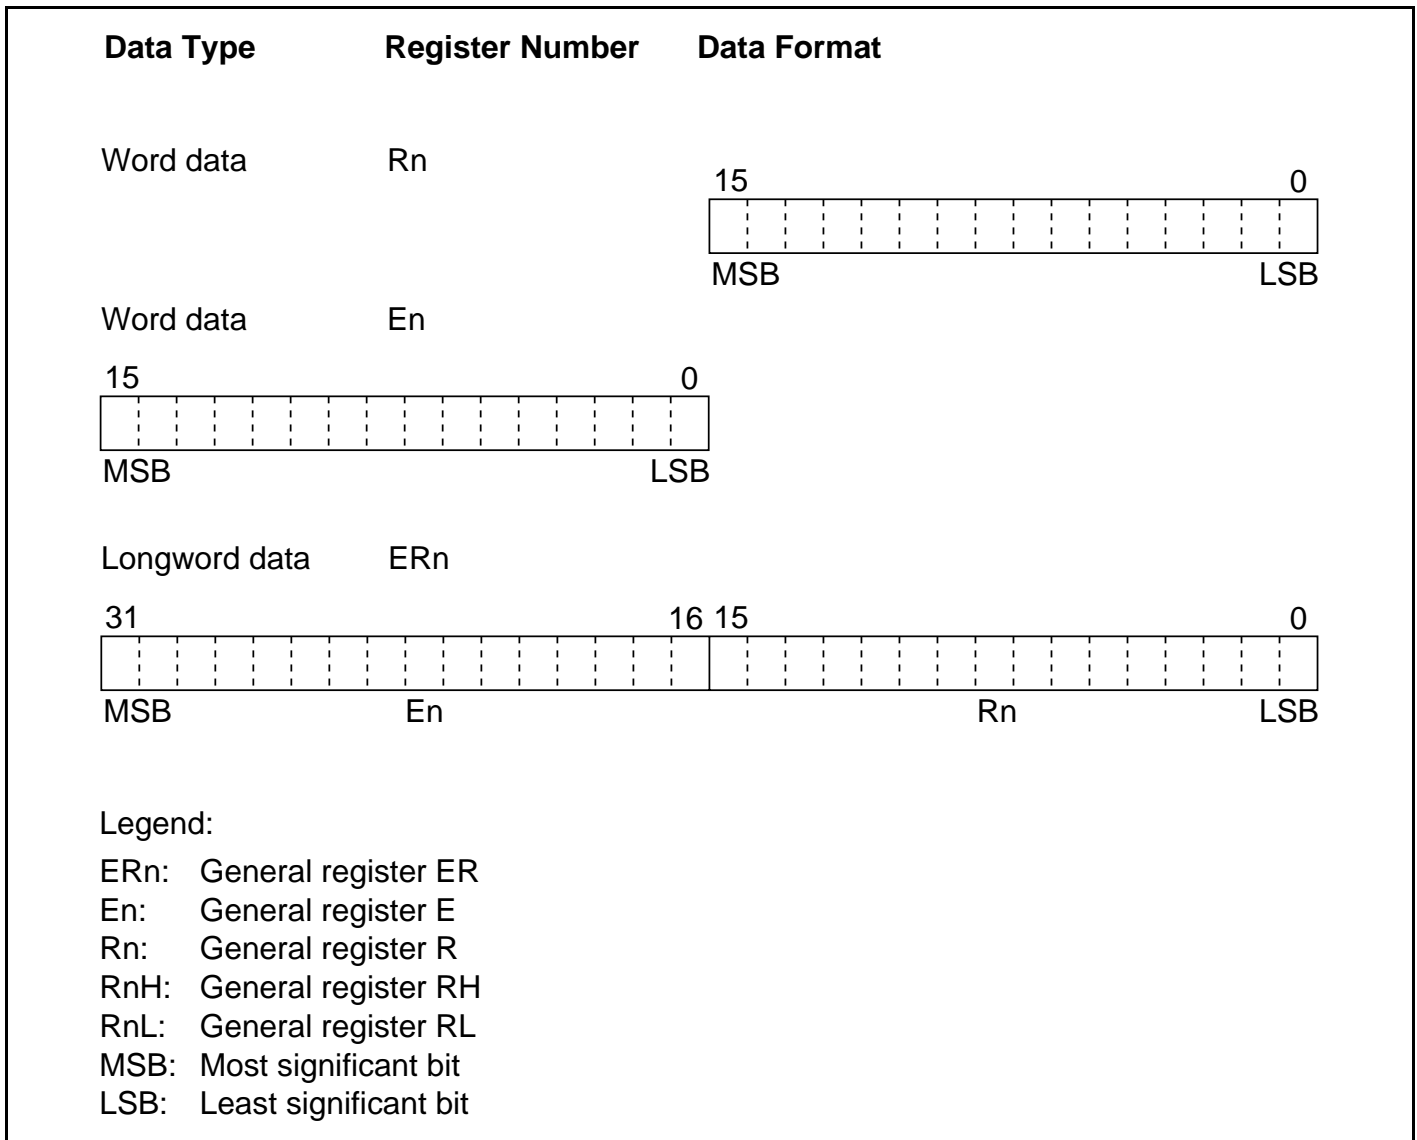 Data Type Register Number Data Format
Word data Rn
15 0
MSB LSB
Word data En
15 0
MSB LSB
Longword data ERn
31 16 15 0
MSB En Rn LSB
Legend:
ERn: General register ER
En: General register E
Rn: General register R
RnH: General register RH
RnL: General register RL
MSB: Most significant bit
LSB: Least significant bit